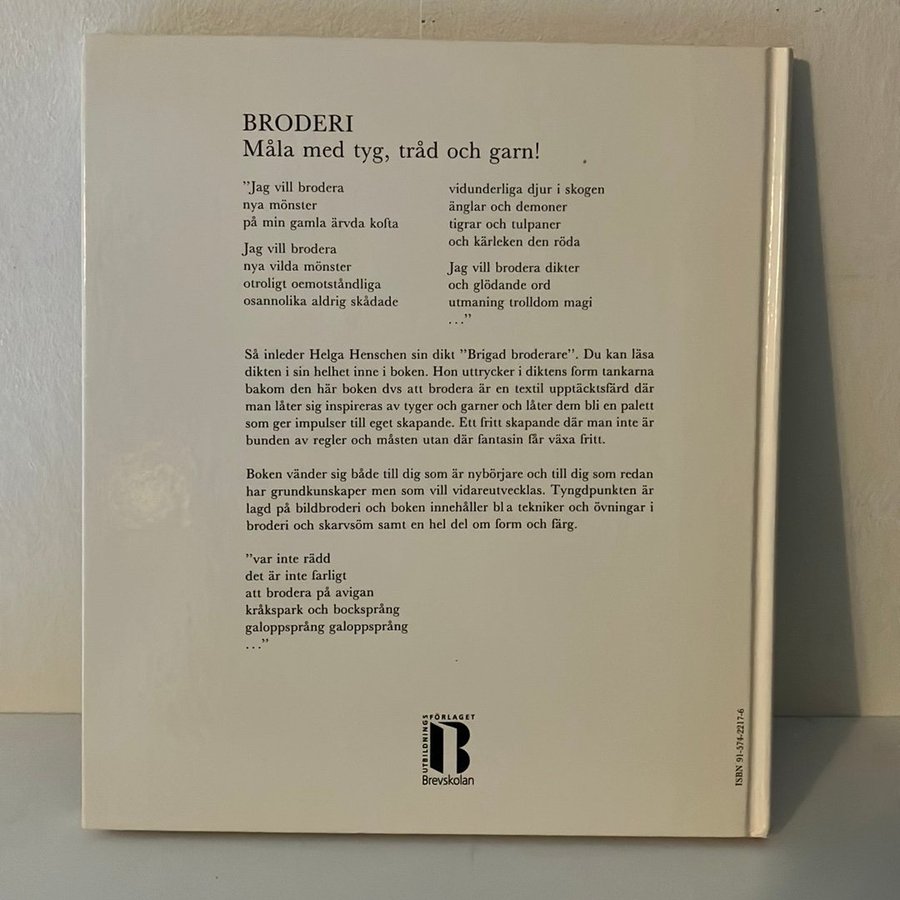 BRODERI
Måla med tyg, tråd och garn!
”Jag vill brodera
nya mönster
på min gamla ärvda kofta
Jag vill brodera
nya vilda mönster
otroligt oemotståndliga
osannolika aldrig skådade
vidunderliga djur i skogen
änglar och demoner
tigrar och tulpaner
och kärleken den röda
Jag vill brodera dikter
och glödande ord
utmaning trolldom magi
...”
Så inleder Helga Henschen sin dikt ”Brigad broderare”. Du kan läsa
dikten i sin helhet inne i boken. Hon uttrycker i diktens form tankarna
bakom den här boken dvs att brodera är en textil upptäcktsfärd där
man låter sig inspireras av tyger och garner och låter dem bli en palett
som ger impulser till eget skapande. Ett fritt skapande där man inte är
bunden av regler och måsten utan där fantasin får växa fritt.
Boken vänder sig både till dig som är nybörjare och till dig som redan
har grundkunskaper men som vill vidareutvecklas. Tyngdpunkten är
lagd på bildbroderi och boken innehåller bl a tekniker och övningar i
broderi och skarvsöm samt en hel del om form och färg.
”var inte rädd
det är inte farligt
att brodera på avigan
kråkspark och bocksprång
galoppsprång galoppsprång
...”
UTBILDNINGS
FÖRLAGET
Brevskolan
ISBN 91-574-2217-6